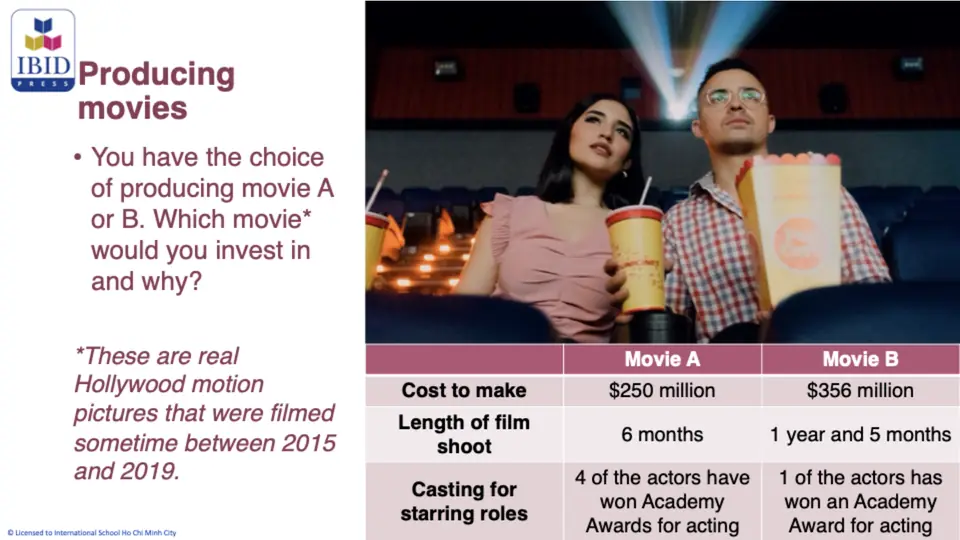 IBID
PRESS
Producing
movies
• You have the choice
of producing movie A
or B. Which movie*
would you invest in
and why?
*These are real
Hollywood motion
pictures that were filmed
sometime between 2015
and 2019.
Movie A Movie B
Cost to make $250 million $356 million
Length of film
shoot
6 months 1 year and 5 months
Casting for
starring roles
4 of the actors have
won Academy
Awards for acting
1 of the actors has
won an Academy
Award for acting
© Licensed to International School Ho Chi Minh City